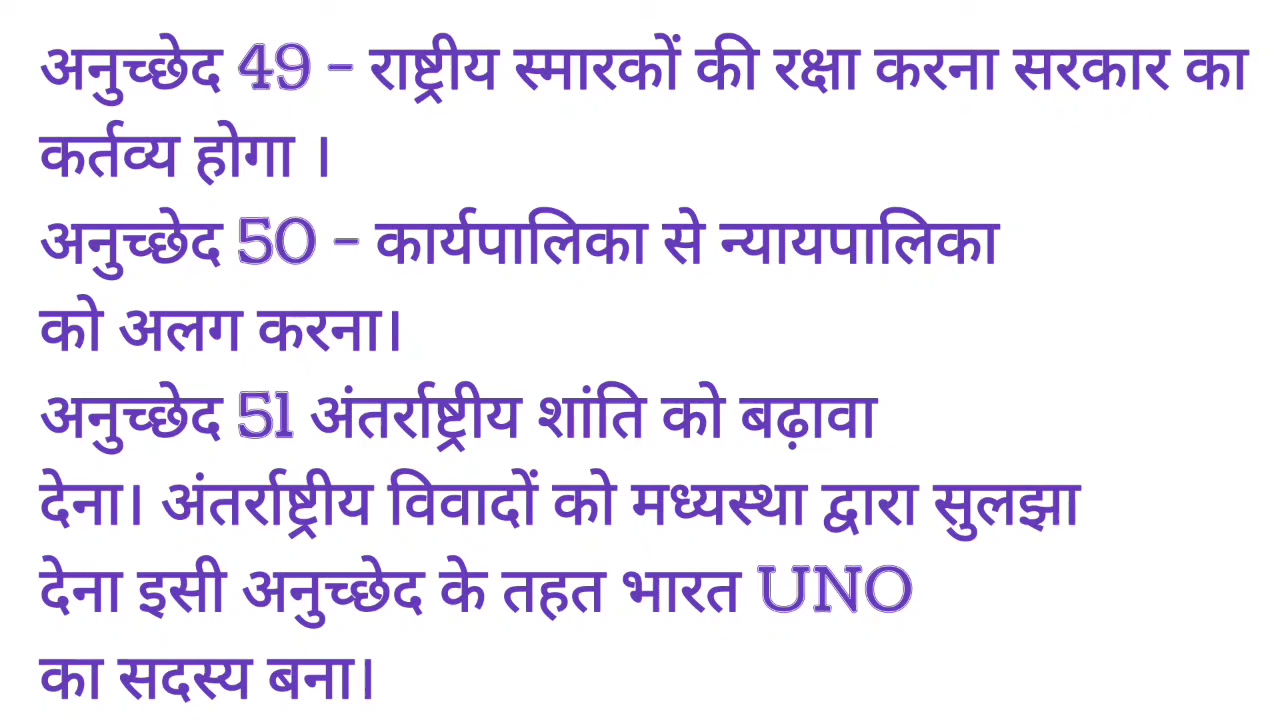 अनुच्छेद 49 - राष्ट्रीय स्मारकों की रक्षा करना सरकार का
कर्तव्य होगा ।
अनुच्छेद 50 - कार्यपालिका से न्यायपालिका
को अलग करना।
अनुच्छेद 51 अंतर्राष्ट्रीय शांति को बढ़ावा
देना। अंतर्राष्ट्रीय विवादों को मध्यस्था द्वारा सुलझा
देना इसी अनुच्छेद के तहत भारत UNO
का सदस्य बना।